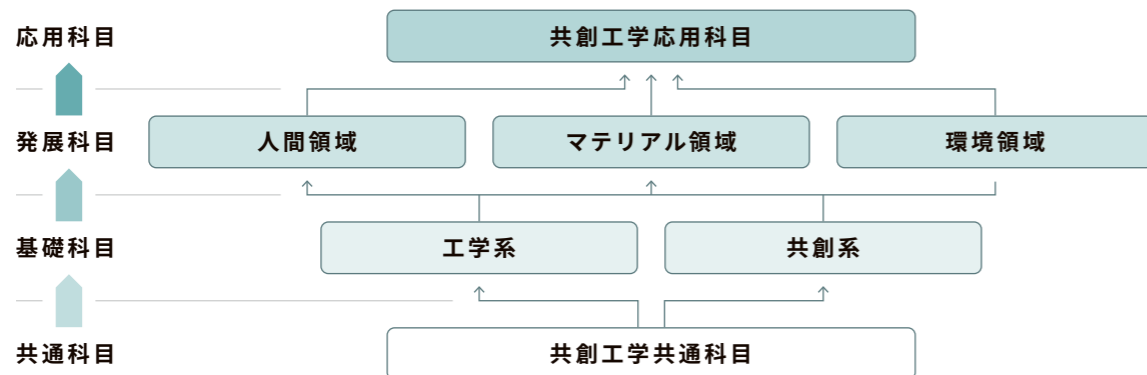 応用科目
共創工学応用科目
発展科目
人間領域
マテリアル領域
環境領域
基礎科目
工学系
共創系
共通科目
共創工学共通科目